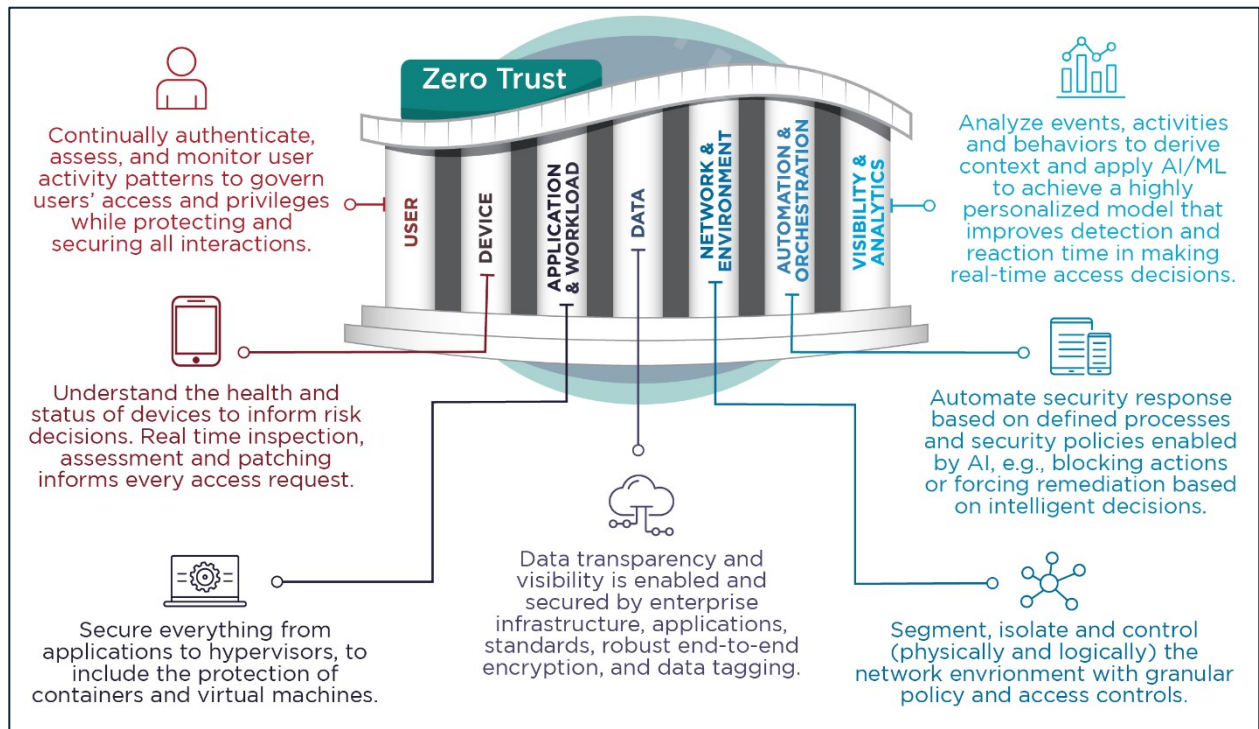 Zero Trust
USER
DEVICE
APPLICATION
& WORKLOAD
DATA
NETWORK &
ENVIRONMENT
AUTOMATION &
ORCHESTRATION
VISIBILITY &
ANALYTICS
Continually authenticate,
assess, and monitor user
activity patterns to govern
users' access and privileges
while protecting and
securing all interactions.
Understand the health and
status of devices to inform risk
decisions. Real time inspection,
assessment and patching
informs every access request.
Secure everything from
applications to hypervisors, to
include the protection of
containers and virtual machines.
Data transparency and
visibility is enabled and
secured by enterprise
infrastructure, applications,
standards, robust end-to-end
encryption, and data tagging.
Analyze events, activities
and behaviors to derive
context and apply AI/ML
to achieve a highly
personalized model that
improves detection and
reaction time in making
real-time access decisions.
Automate security response
based on defined processes
and security policies enabled
by AI, e.g., blocking actions
or forcing remediation based
on intelligent decisions.
Segment, isolate and control
(physically and logically) the
network envrionment with granular
policy and access controls.